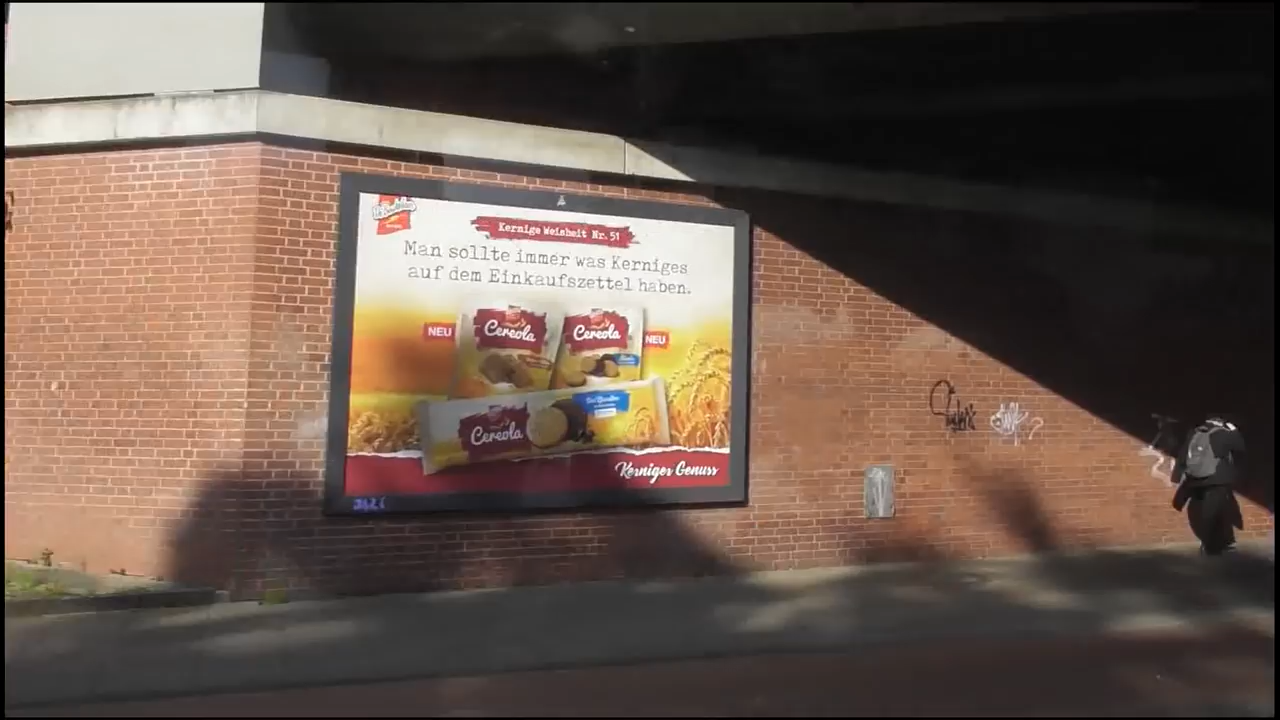 Kernige Weisheit Nr. 51
Man sollte immer was Kerniges
auf dem Einkaufszettel haben.
NEU
Cereola
Cereola
NEU
Cereola
Kerniger Genuss